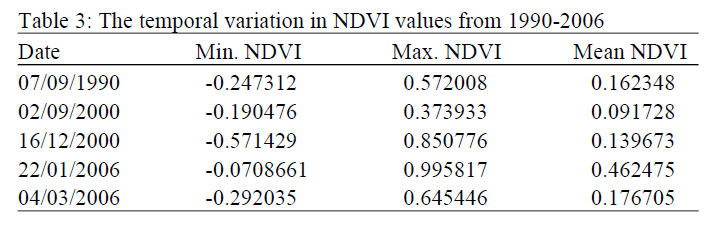 Table 3: The temporal variation in NDVI values from 1990-2006
Date Min. NDVI Max. NDVI Mean NDVI
07/09/1990 -0.247312 0.572008 0.162348
02/09/2000 -0.190476 0.373933 0.091728
16/12/2000 -0.571429 0.850776 0.139673
22/01/2006 -0.0708661 0.995817 0.462475
04/03/2006 -0.292035 0.645446 0.176705